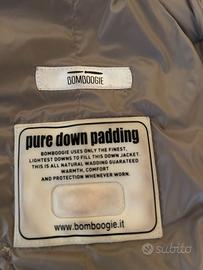 BOMBOOGIE
pure down padding
BOMBOOGIE USES ONLY THE FINEST,
LIGHTEST DOWNS TO FILL THIS DOWN JACKET.
THIS IS ALL NATURAL WADDING GUARANTEED
WARMTH, COMFORT
AND PROTECTION WHENEVER WORN.
www.bomboogie.it
subito